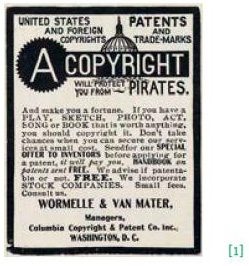 UNITED STATES
AND FOREIGN
COPYRIGHTS
PATENTS
AND
TRADE-MARKS
A COPYRIGHT
WILL PROTECT
YOU FROM
PIRATES.
And make you a fortune. If you have a
PLAY, SKETCH, PHOTO, ACT,
SONG or BOOK that is worth anything,
you should copyright it. Don't take
chances when you can secure our serv-
ices at small cost. Send for our SPECIAL
OFFER TO INVENTORS before applying for
a patent, it will pay you. HANDBOOK on
patents sent FREE. We advise if patenta-
ble or not. FREE. We incorporate
STOCK COMPANIES. Small fees.
Consult us.
WORMELLE & VAN MATER,
Managers,
Columbia Copyright & Patent Co. Inc.,
WASHINGTON, D. C.
[1]